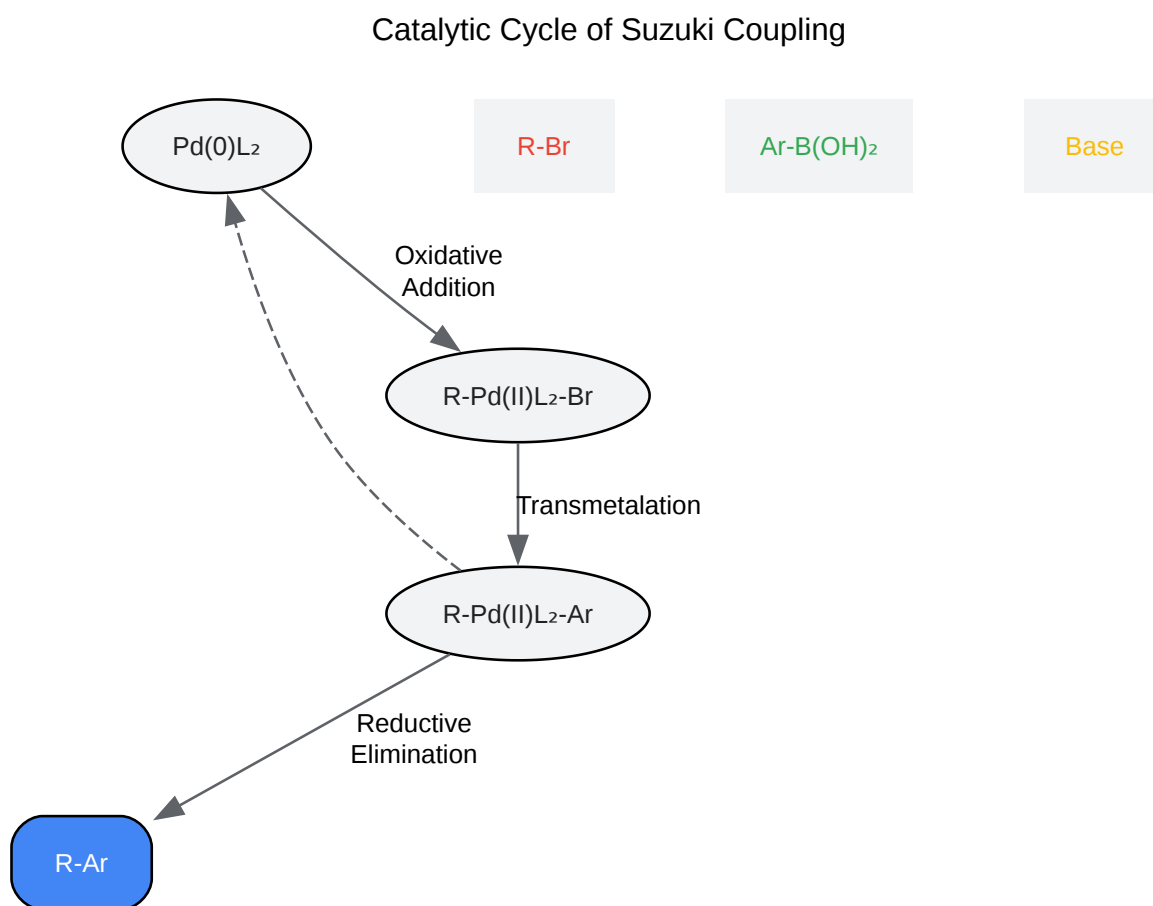 Catalytic Cycle of Suzuki Coupling
Pd(0)L₂
R-Br
Ar-B(OH)₂
Base
Oxidative
Addition
R-Pd(II)L₂-Br
Transmetalation
R-Pd(II)L₂-Ar
Reductive
Elimination
R-Ar